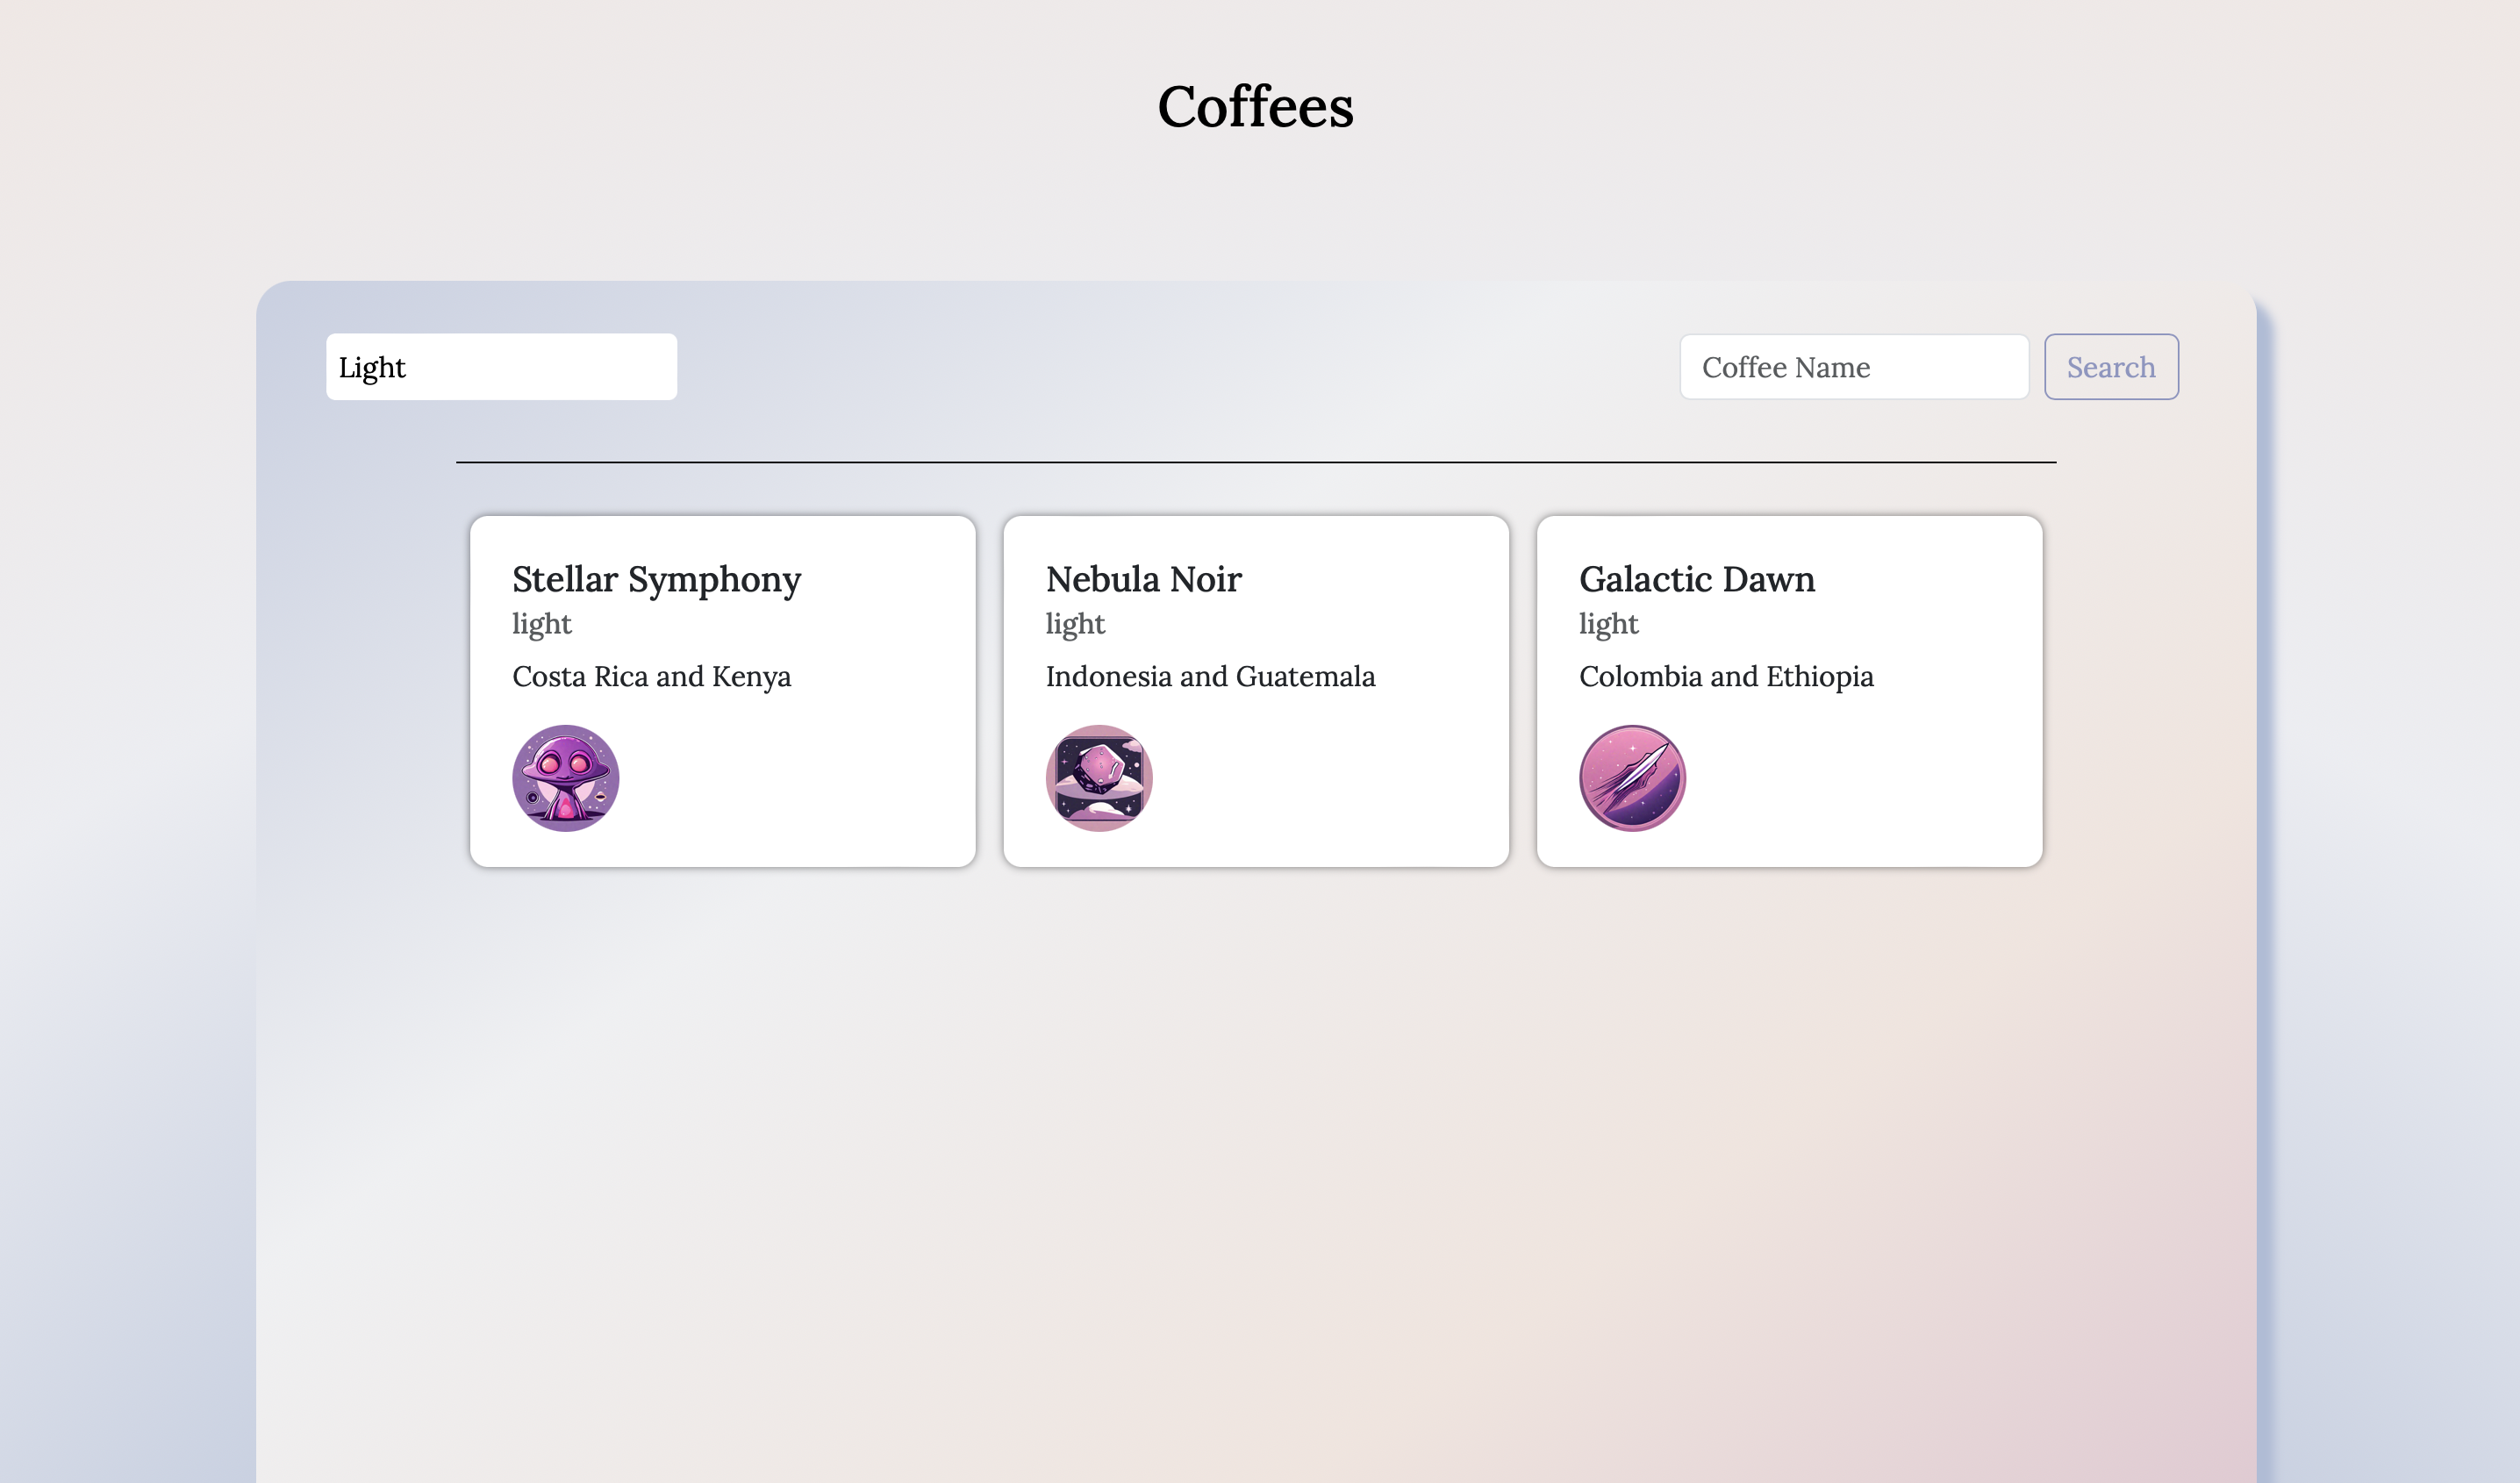 Coffees
Light
Coffee Name
Search
Stellar Symphony
light
Costa Rica and Kenya
Nebula Noir
light
Indonesia and Guatemala
Galactic Dawn
light
Colombia and Ethiopia